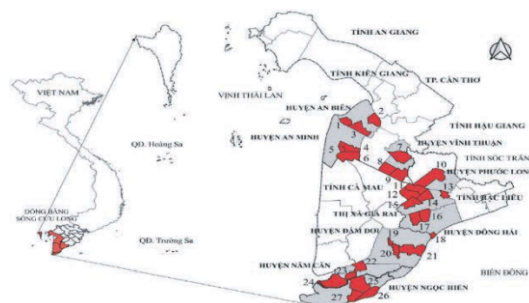 TỈNH AN GIANG
VIỆT NAM
TỈNH KIÊN GIANG
TP. CẦN THƠ
VỊNH THÁI LAN
HUYỆN AN BIÊN
TỈNH HẬU GIANG
HUYỆN AN MINH
HUYỆN VĨNH THUẬN
TỈNH SÓC TRĂNG
QĐ. Hoàng Sa
HUYỆN PHƯỚC LONG
TỈNH CÀ MAU
TỈNH BẠC LIÊU
THỊ XÃ GIÁ RAI
ĐỒNG BẰNG
SÔNG CỬU LONG
HUYỆN ĐÔNG HẢI
HUYỆN ĐẦM DƠI
QĐ. Trường Sa
HUYỆN NĂM CĂN
BIỂN ĐÔNG
HUYỆN NGỌC HIỂN
1
2
3
4
5
6
7
8
9
10
11
12
13
14
16
17
18
19
20
21
22
23
24
25
26
27